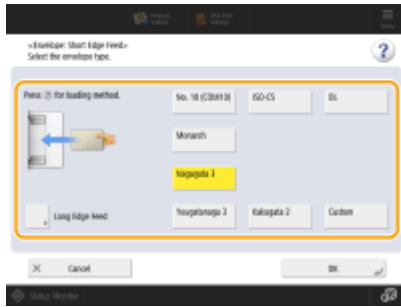 <Envelope: Short Edge Feed>
Select the envelope type.
Press ? for loading method.
No. 10 (COM10)
ISO-C5
DL
Monarch
Nagagata 3
Yougatanaga 3
Kakugata 2
Custom
Long Edge Feed
Cancel
OK
Status Monitor